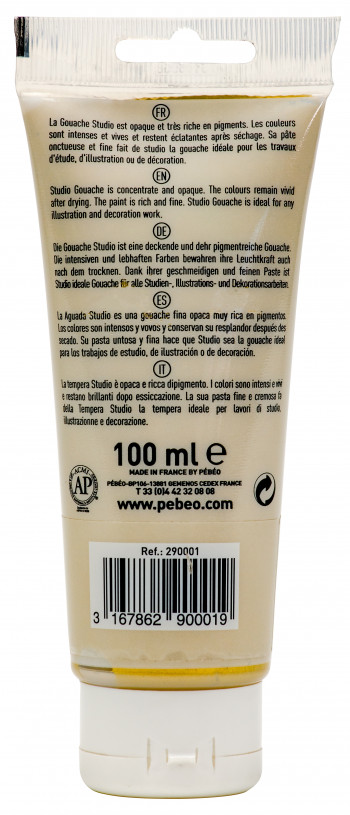 FR
La Gouache Studio est opaque et très riche en pigments. Les couleurs
sont intenses et vives et restent éclatantes après séchage. Sa pâte
onctueuse et fine fait de studio la gouache idéale pour les travaux
d'étude, d'illustration ou de décoration.
EN
Studio Gouache is concentrate and opaque. The colours remain vivid
after drying. The paint is rich and fine. Studio Gouache is ideal for any
illustration and decoration work.
DE
Die Gouache Studio ist eine deckende und dehr pigmentreiche Gouache.
Die intensiven und lebhaften Farben bewahren ihre Leuchtkraft auch
nach dem trocknen. Dank ihrer geschmeidigen und feinen Paste ist
Studio ideale Gouache für alle Studien-, Illustrations- und Dekorationsarbeiten.
ES
La Aguada Studio es una gouache fina opaca muy rica en pigmentos.
Los colores son intensos y vovos y conservan su resplandor después des
secado. Su pasta untosa y fina hace que Studio sea la gouache ideal
para los trabajos de estudio, de ilustración o de decoración.
IT
La tempera Studio è opaca e ricca dipigmento. I colori sono intensi e vivi
e restano brillanti dopo essiccazione. La sua pasta fine e cremosa fa
della Tempera Studio la tempera ideale per lavori di studio,
illustrazionne e decorazione.
100 ml e
MADE IN FRANCE BY PÉBÉO
PÉBÉO-BP106-13881 GEMENOS CEDEX FRANCE
T 33 (0)4 42 32 08 08
www.pebeo.com
ACMI
AP
Ref.: 290001
3 167862 900019